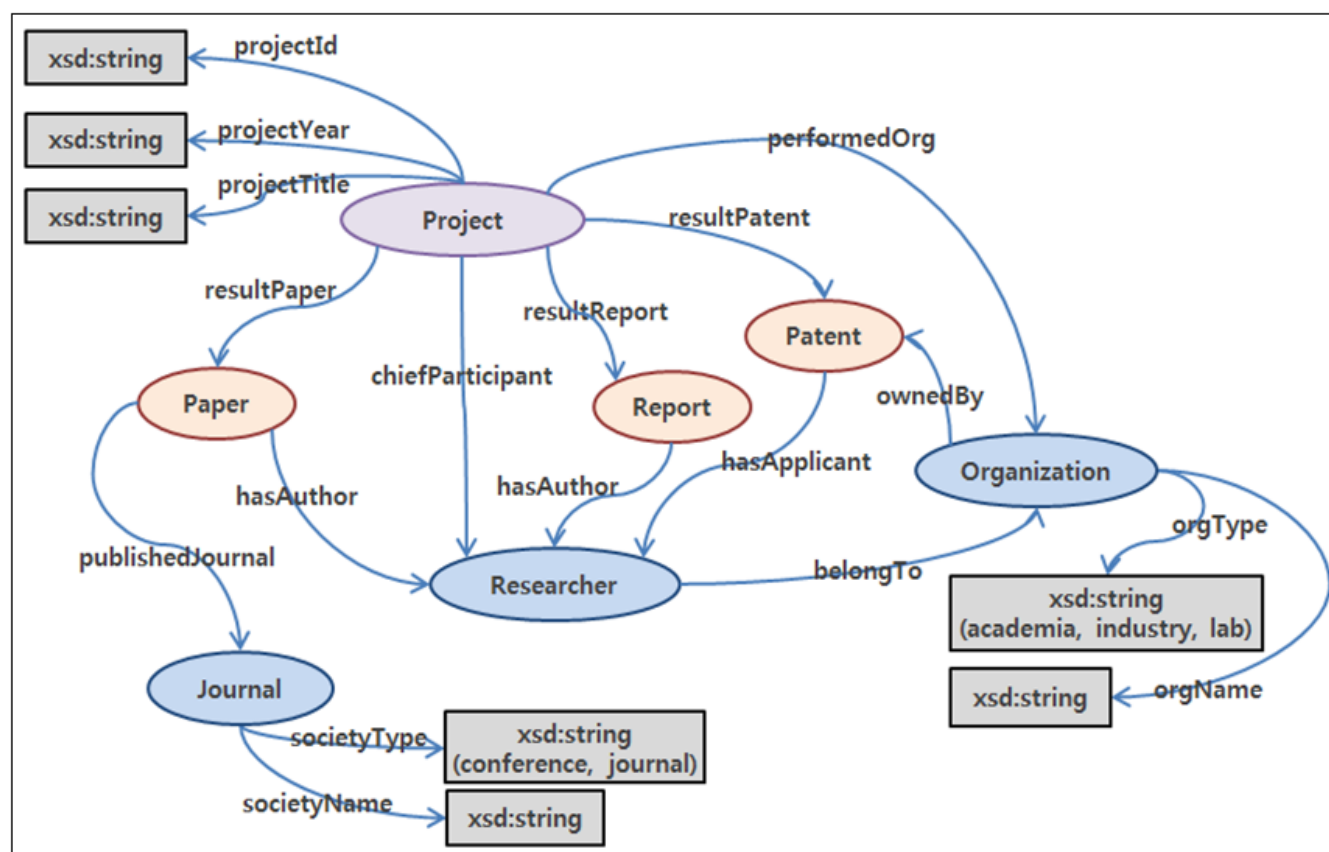 projectId
xsd:string
projectYear
xsd:string
performedOrg
projectTitle
xsd:string
Project
resultPatent
resultPaper
resultReport
Patent
chiefParticipant
Paper
Report
ownedBy
hasApplicant
Organization
hasAuthor
hasAuthor
orgType
publishedJournal
belongTo
Researcher
xsd:string
(academia, industry, lab)
Journal
xsd:string
orgName
societyType
xsd:string
(conference, journal)
societyName
xsd:string